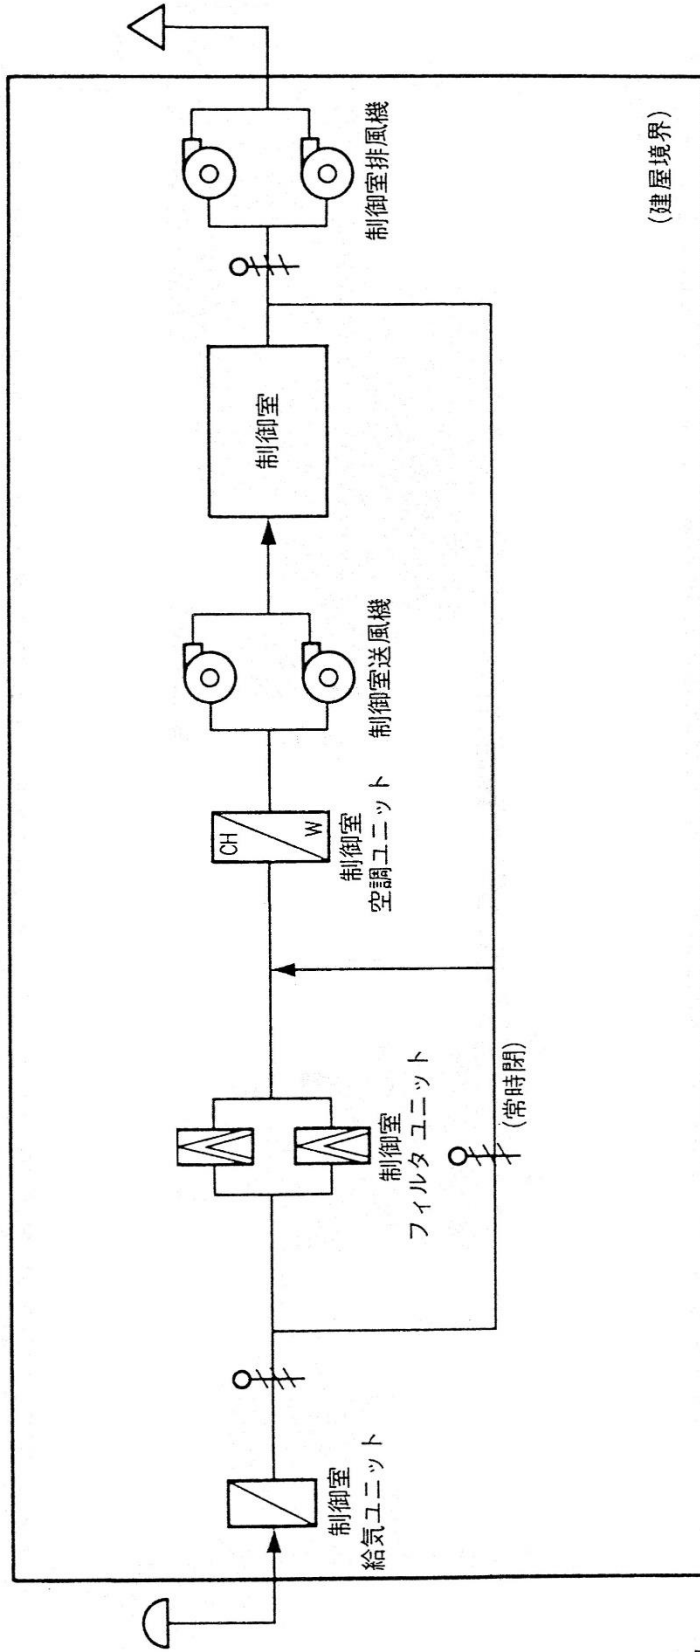 制御室
給気ユニット
制御室
フィルタ ユニット
(常時閉)
CH
W
制御室
空調ユニット
制御室送風機
制御室
制御室排風機
(建屋境界)